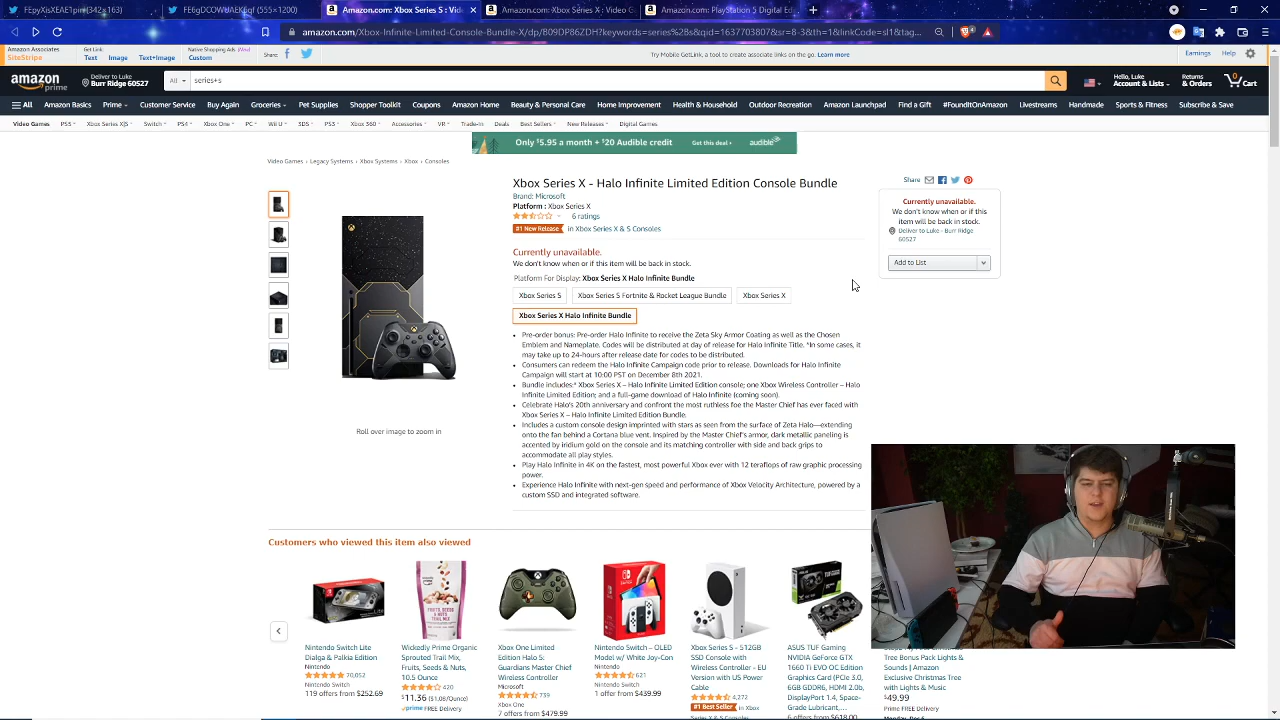 FEpyXisXEAE1pym(342×163)
FE6gDCOWUAEK6qf (555×1200)
Amazon.com: Xbox Series S : Vide
Amazon.com: Xbox Series X : Vide
Amazon.com: Xbox Series X : Vide
amazon.com/Xbox-Infinite-Limited-Console-Bundle-X/dp/B09DP86ZDH?keywords=series%2Bs&qid=1637703807&sr=8-3&th=1&linkCode=sl1&tag...
Amazon Associates
SiteStripe
Get Link:
Text Image Text+Image
Native Shopping Ads (New)
Custom
Share:
Try Mobile GetLink, a tool to create associate links on the go. Learn more
Earnings Help
amazon
prime
Deliver to Luke
Burr Ridge 60527
All
series+s
Hello, Luke
Account & Lists
Returns
& Orders
0
Cart
All Amazon Basics Prime Customer Service Buy Again Groceries Pet Supplies Shopper Toolkit Coupons Amazon Home Beauty & Personal Care Home Improvement Health & Household Outdoor Recreation Amazon Launchpad Find a Gift #FoundItOnAmazon Livestreams Handmade Sports & Fitness Subscribe & Save
Video Games PS5 Xbox Series X|S Switch PS4 Xbox One PC Wii U 3DS PS3 Xbox 360 Accessories VR Trade-In Deals Best Sellers New Releases Digital Games
Only $5.95 a month + $20 Audible credit Get this deal › audible
Video Games › Legacy Systems › Xbox Systems › Xbox › Consoles
Xbox Series X - Halo Infinite Limited Edition Console Bundle
Brand: Microsoft
Platform : Xbox Series X
6 ratings
#1 New Release in Xbox Series X & S Consoles
Currently unavailable.
We don't know when or if this item will be back in stock.
Platform For Display: Xbox Series X Halo Infinite Bundle
Xbox Series S
Xbox Series S Fortnite & Rocket League Bundle
Xbox Series X
Xbox Series X Halo Infinite Bundle
• Pre-order bonus: Pre-order Halo Infinite to receive the Zeta Sky Armor Coating as well as the Chosen
Emblem and Nameplate. Codes will be distributed at day of release for Halo Infinite Title. *In some cases, it
may take up to 24-hours after release date for codes to be distributed.
• Consumers can redeem the Halo Infinite Campaign code prior to release. Downloads for Halo Infinite
Campaign will start at 10:00 PST on December 8th 2021.
• Bundle includes:* Xbox Series X – Halo Infinite Limited Edition console; one Xbox Wireless Controller – Halo
Infinite Limited Edition; and a full-game download of Halo Infinite (coming soon).
• Celebrate Halo's 20th anniversary and confront the most ruthless foe the Master Chief has ever faced with
Xbox Series X – Halo Infinite Limited Edition Bundle.
• Includes a custom console design imprinted with stars as seen from the surface of Zeta Halo—extending
onto the fan behind a Cortana blue vent. Inspired by the Master Chief's armor, dark metallic paneling is
accented by iridium gold on the console and its matching controller with side and back grips to
accommodate all play styles.
• Play Halo Infinite in 4K on the fastest, most powerful Xbox ever with 12 teraflops of raw graphic processing
power.
• Experience Halo Infinite with next-gen speed and performance of Xbox Velocity Architecture, powered by a
custom SSD and integrated software.
Roll over image to zoom in
Share
Currently unavailable.
We don't know when or if this
item will be back in stock.
Deliver to Luke - Burr Ridge
60527
Add to List
Customers who viewed this item also viewed
Nintendo Switch Lite
Dialga & Palkia Edition
Nintendo
70,052
Nintendo Switch
119 offers from $252.69
Wickedly Prime Organic
Sprouted Trail Mix,
Fruits, Seeds & Nuts,
10.5 Ounce
420
$11.36 ($1.08/Ounce)
prime FREE Delivery
Xbox One Limited
Edition Halo 5:
Guardians Master Chief
Wireless Controller
Microsoft
739
Xbox One
7 offers from $479.99
Nintendo Switch – OLED
Model w/ White Joy-Con
Nintendo
621
Nintendo Switch
1 offer from $439.99
Xbox Series S - 512GB
SSD Console with
Wireless Controller - EU
Version with US Power
Cable
4,272
#1 Best Seller in Xbox
Series X & S Consoles
ASUS TUF Gaming
NVIDIA GeForce GTX
1660 Ti EVO OC Edition
Graphics Card (PCIe 3.0,
6GB GDDR6, HDMI 2.0b,
DisplayPort 1.4, Space-
Grade Lubricant,...
6 offers from $618.00
Tree Bonus Pack Lights &
Sounds | Amazon
Exclusive Christmas Tree
with Lights & Music
$49.99
Prime FREE Delivery
Monday, Dec 6